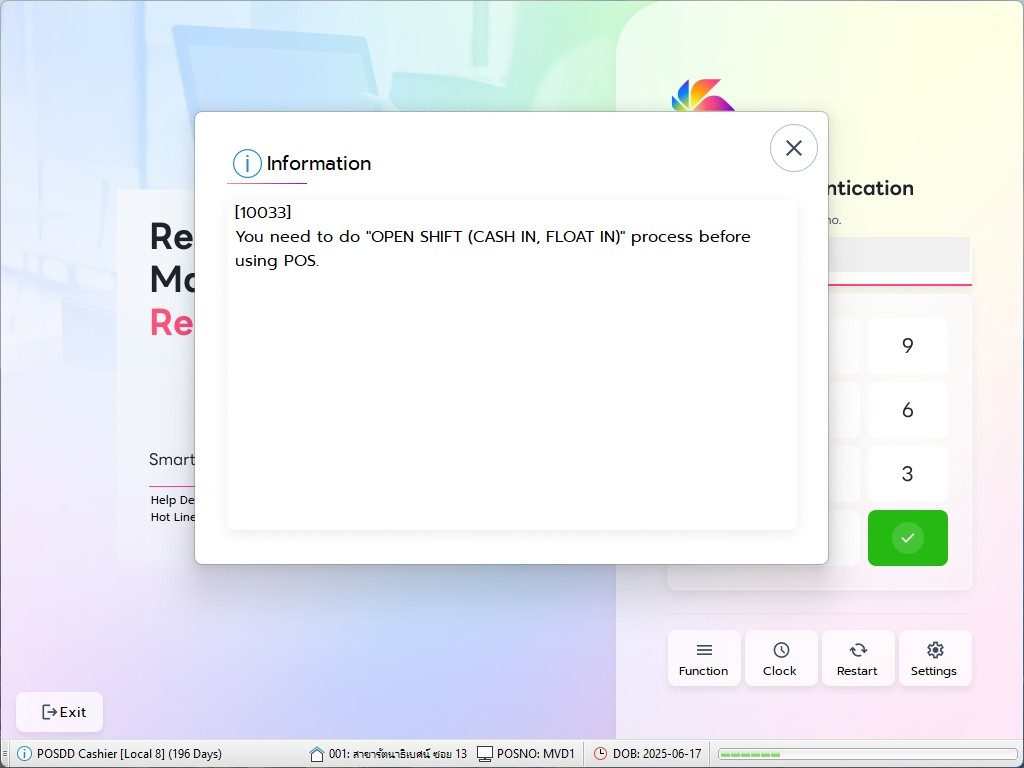 Information
[10033]
You need to do "OPEN SHIFT (CASH IN, FLOAT IN)" process before
using POS.
Re
Ma
Re
Smart
Help De
Hot Line
ntication
no.
9
6
3
Function
Clock
Restart
Settings
Exit
POSDD Cashier [Local 8] (196 Days)
001: สาขารัตนาธิเบศน์ ซอย 13
POSNO: MVD1
DOB: 2025-06-17